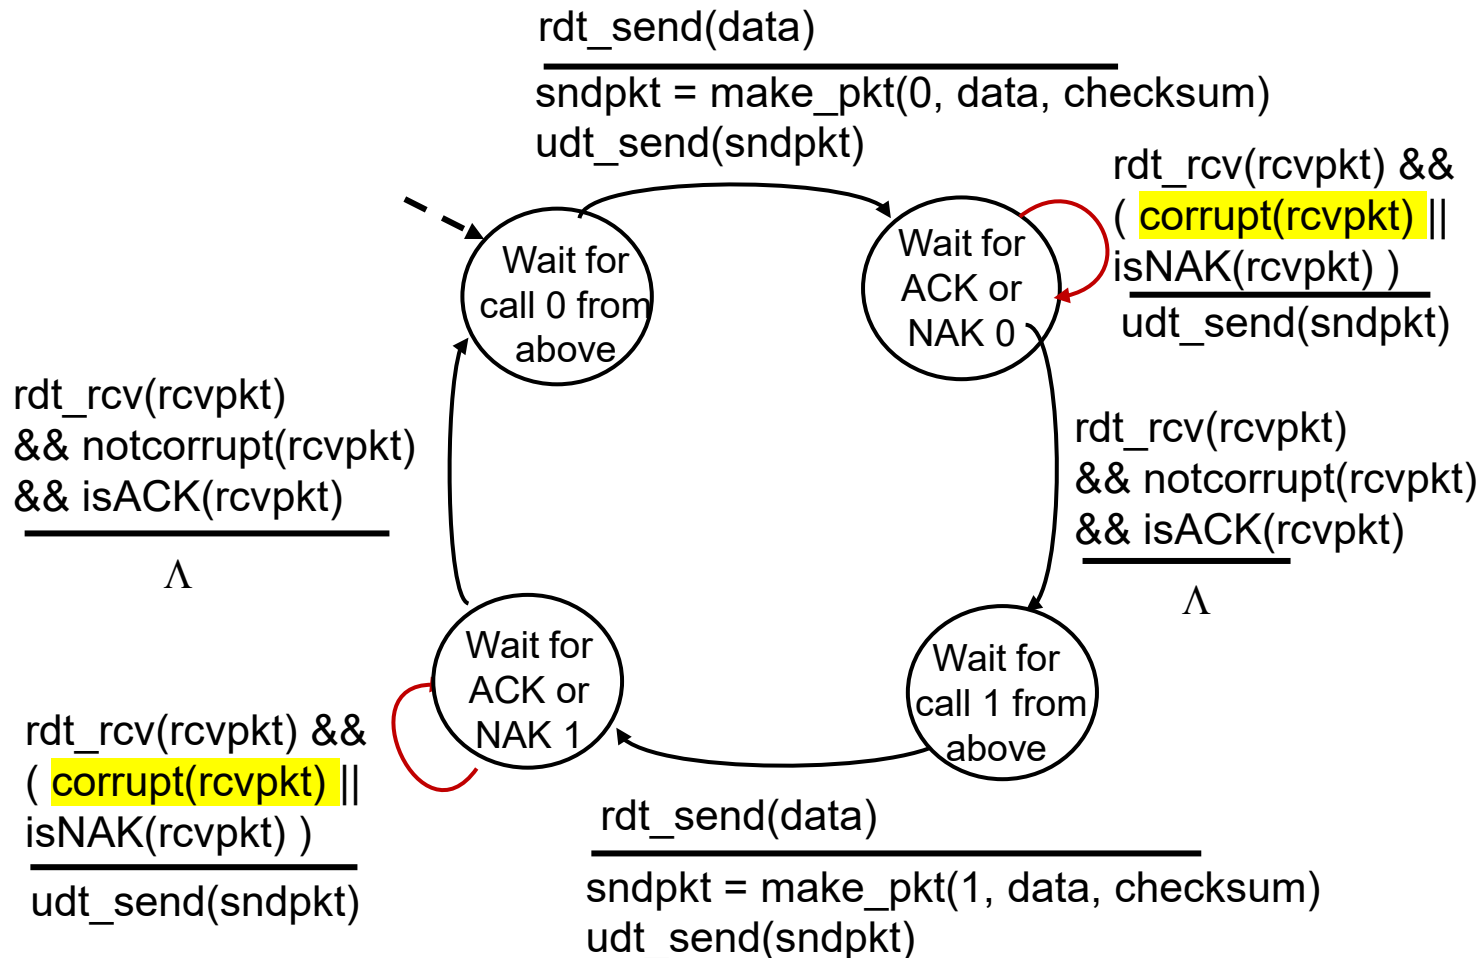 rdt_send(data)
sndpkt = make_pkt(0, data, checksum)
udt_send(sndpkt)
rdt_rcv(rcvpkt) &&
( corrupt(rcvpkt) ||
isNAK(rcvpkt) )
udt_send(sndpkt)
Wait for
call 0 from
above
Wait for
ACK or
NAK 0
rdt_rcv(rcvpkt)
&& notcorrupt(rcvpkt)
&& isACK(rcvpkt)
Λ
rdt_rcv(rcvpkt)
&& notcorrupt(rcvpkt)
&& isACK(rcvpkt)
Λ
Wait for
ACK or
NAK 1
Wait for
call 1 from
above
rdt_rcv(rcvpkt) &&
( corrupt(rcvpkt) ||
isNAK(rcvpkt) )
udt_send(sndpkt)
rdt_send(data)
sndpkt = make_pkt(1, data, checksum)
udt_send(sndpkt)